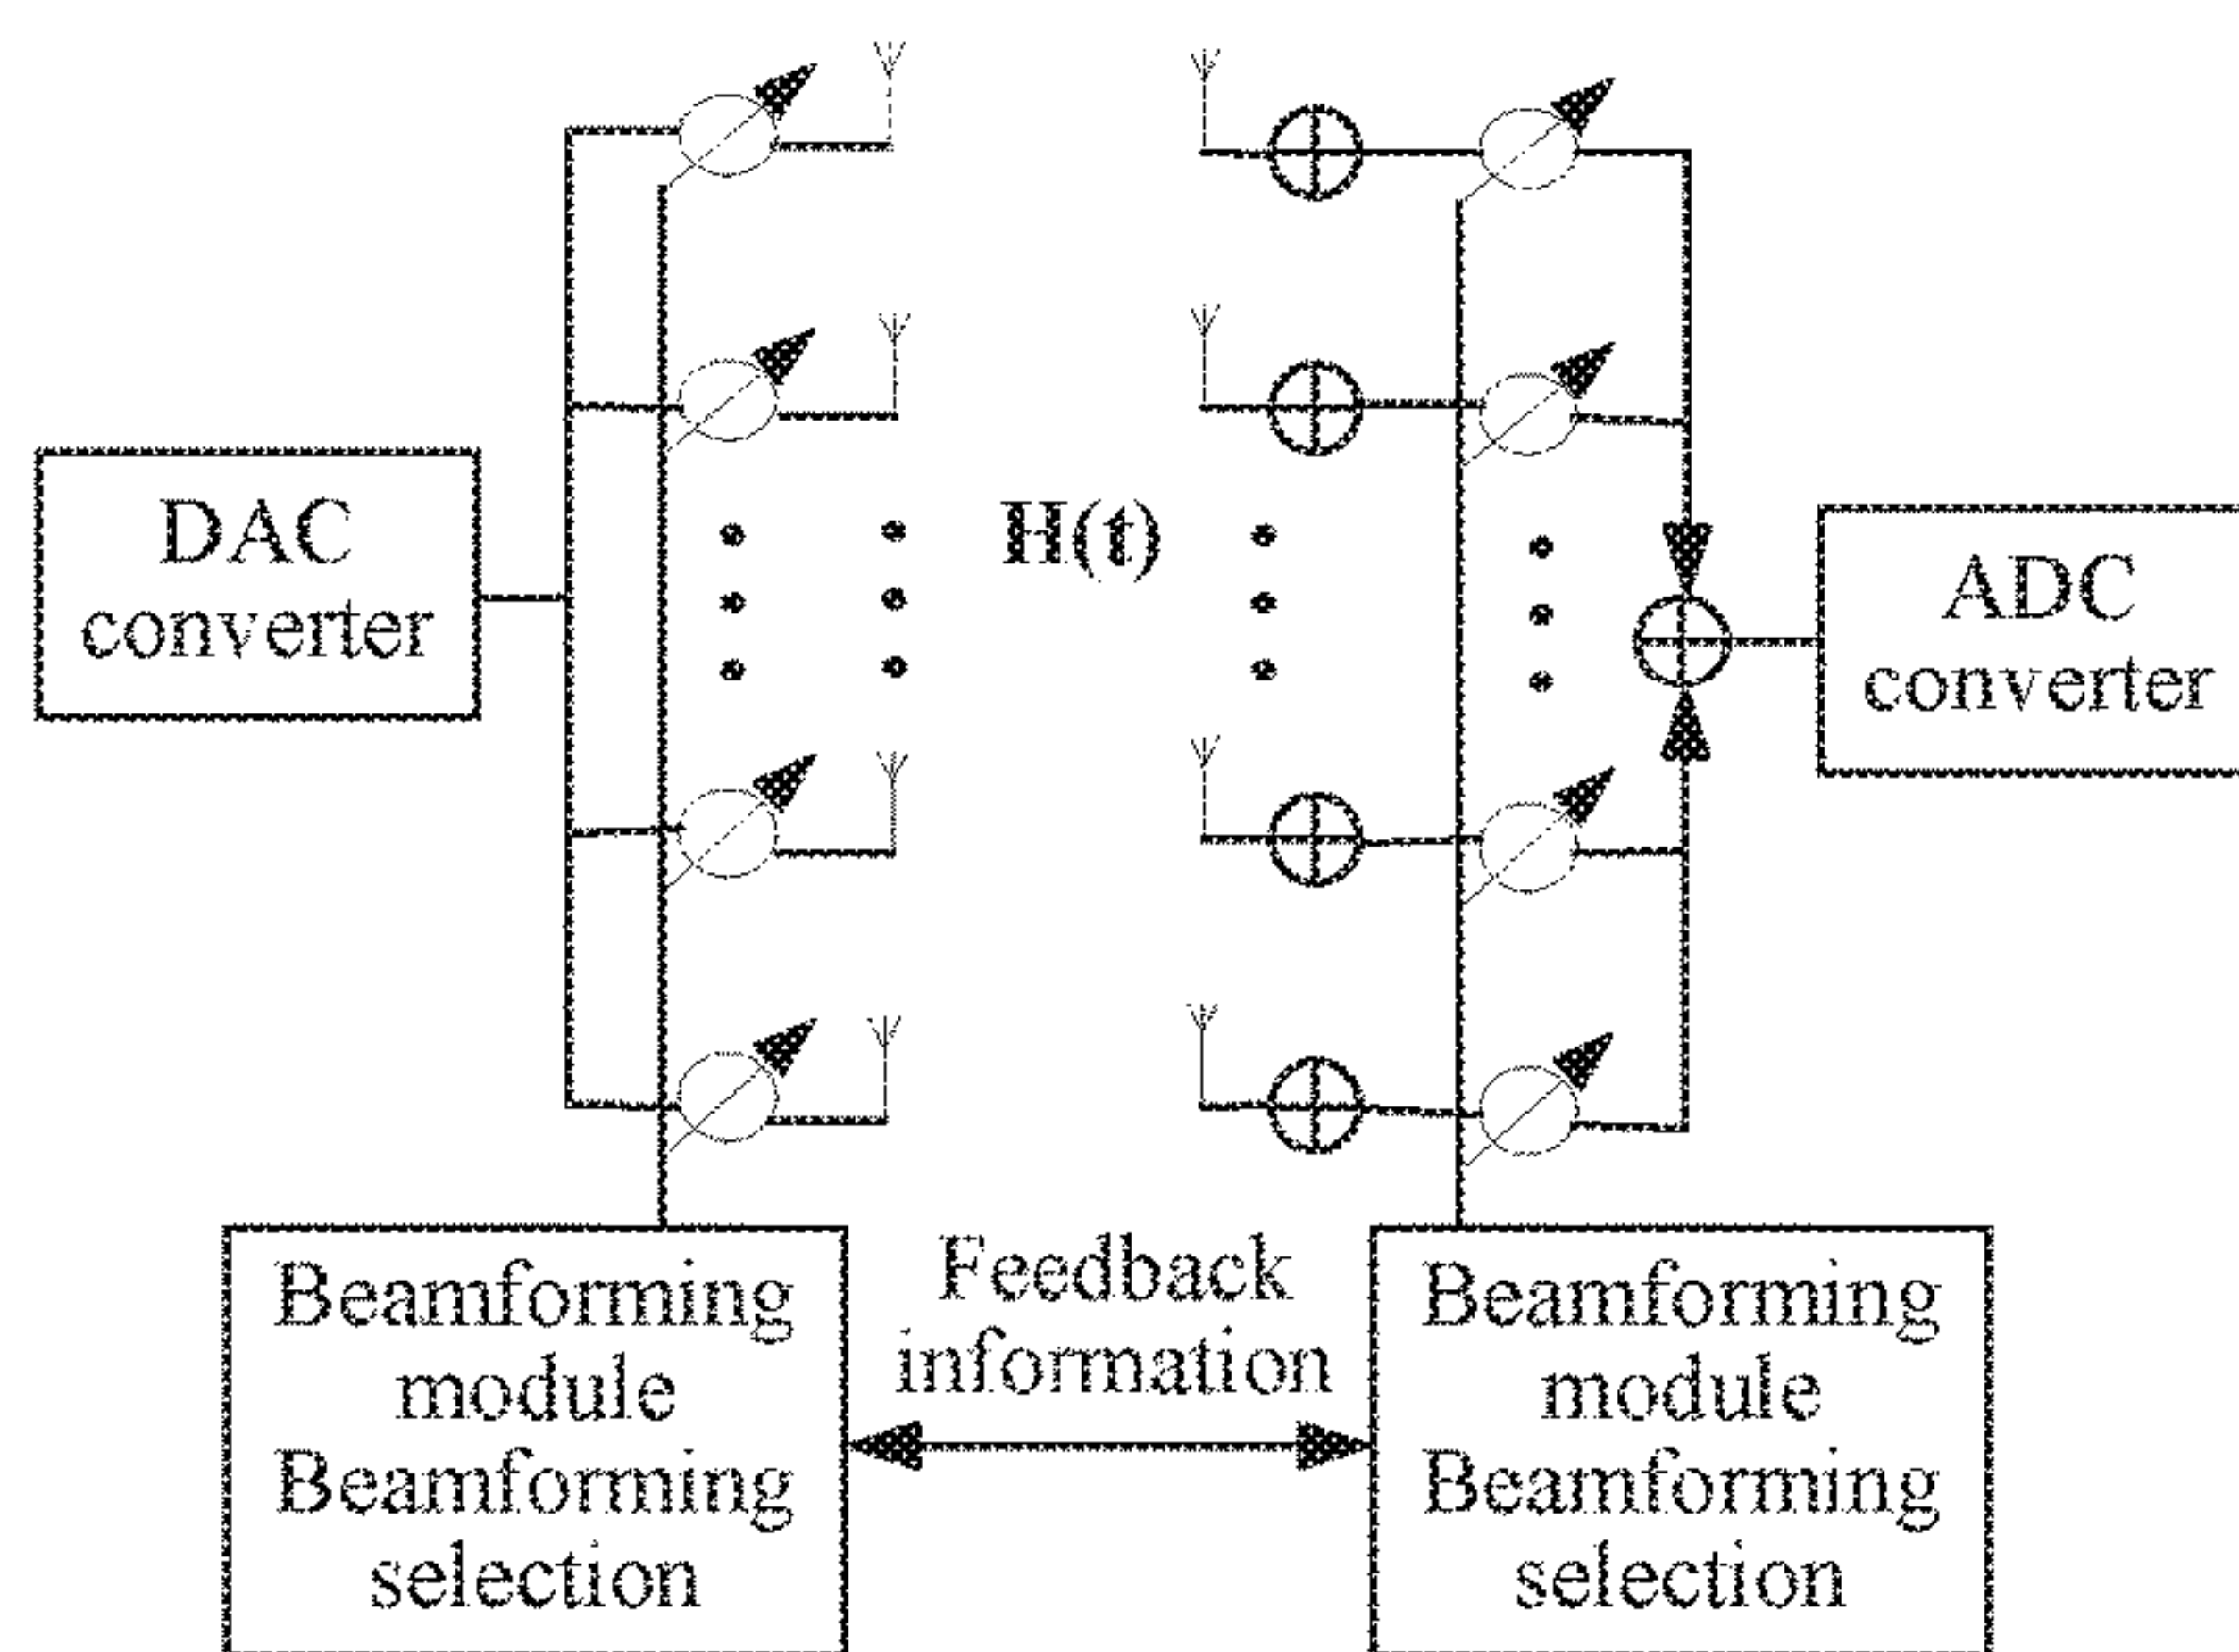 DAC
converter
H(t)
ADC
converter
Beamforming
module
Beamforming
selection
Feedback
information
Beamforming
module
Beamforming
selection